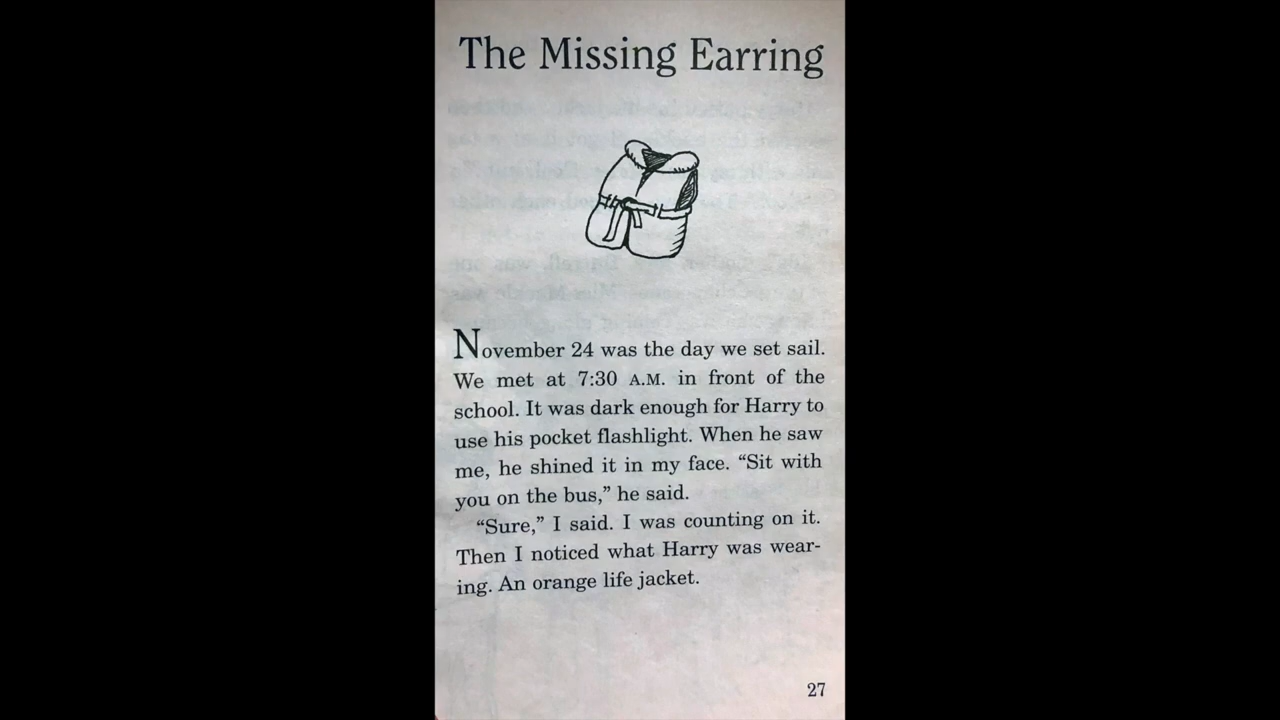 The Missing Earring
November 24 was the day we set sail.
We met at 7:30 A.M. in front of the
school. It was dark enough for Harry to
use his pocket flashlight. When he saw
me, he shined it in my face. “Sit with
you on the bus,” he said.
“Sure,” I said. I was counting on it.
Then I noticed what Harry was wear-
ing. An orange life jacket.
27